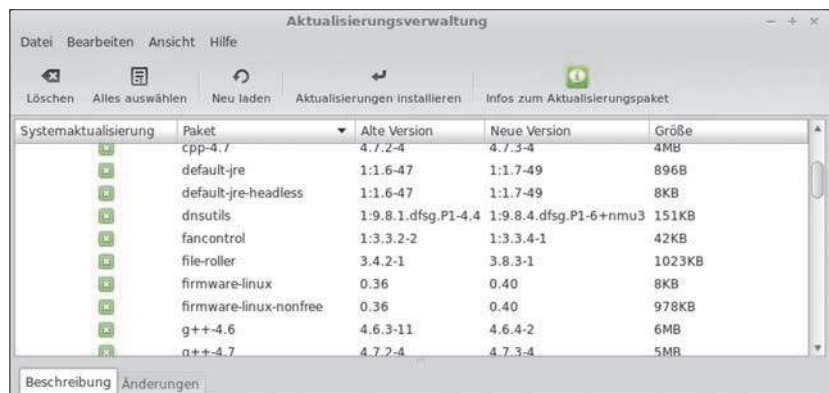 Aktualisierungsverwaltung
Datei Bearbeiten Ansicht Hilfe
Löschen Alles auswählen Neu laden Aktualisierungen installieren Infos zum Aktualisierungspaket
Systemaktualisierung Paket Alte Version Neue Version Größe
cpp-4.7 4.7.2-4 4.7.3-4 4MB
default-jre 1:1.6-47 1:1.7-49 896B
default-jre-headless 1:1.6-47 1:1.7-49 8KB
dnsutils 1:9.8.1.dfsg.P1-4.4 1:9.8.4.dfsg.P1-6+nmu3 151KB
fancontrol 1:3.3.2-2 1:3.3.4-1 42KB
file-roller 3.4.2-1 3.8.3-1 1023KB
firmware-linux 0.36 0.40 8KB
firmware-linux-nonfree 0.36 0.40 978KB
g++-4.6 4.6.3-11 4.6.4-2 6MB
g++-4.7 4.7.2-4 4.7.3-4 5MB
Beschreibung Änderungen